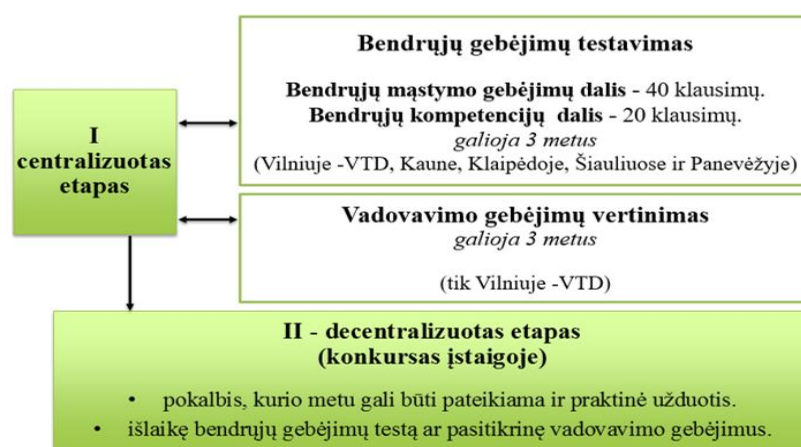 Bendrųjų gebėjimų testavimas
Bendrųjų mąstymo gebėjimų dalis - 40 klausimų.
Bendrųjų kompetencijų dalis - 20 klausimų.
galioja 3 metus
(Vilniuje -VTD, Kaune, Klaipėdoje, Šiauliuose ir Panevėžyje)
I
centralizuotas
etapas
Vadovavimo gebėjimų vertinimas
galioja 3 metus
(tik Vilniuje -VTD)
II - decentralizuotas etapas
(konkursas įstaigoje)
• pokalbis, kurio metu gali būti pateikiama ir praktinė užduotis.
• išlaikę bendrųjų gebėjimų testą ar pasitikrinę vadovavimo gebėjimus.